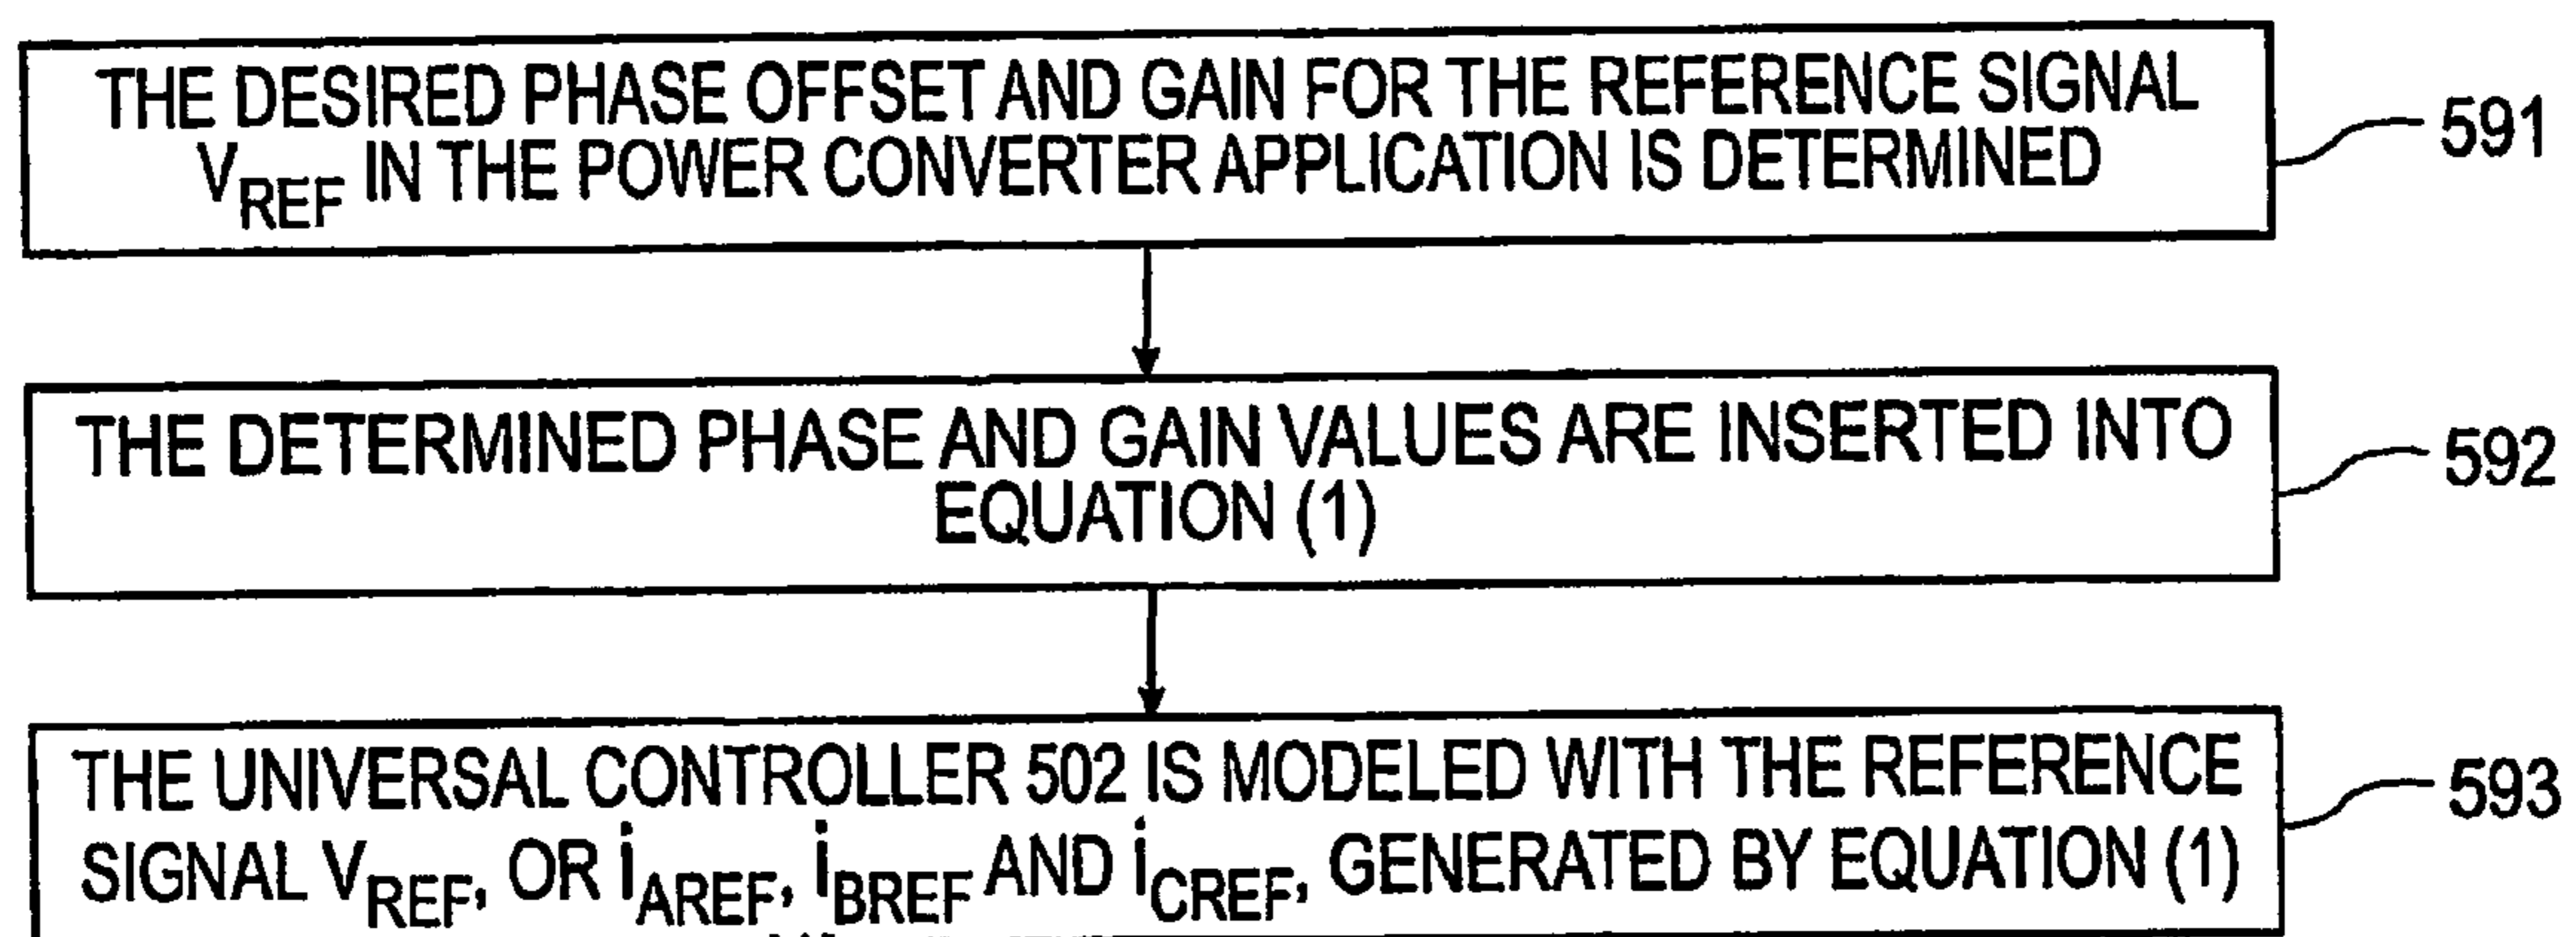 THE DESIRED PHASE OFFSET AND GAIN FOR THE REFERENCE SIGNAL
VREF IN THE POWER CONVERTER APPLICATION IS DETERMINED
591
THE DETERMINED PHASE AND GAIN VALUES ARE INSERTED INTO
EQUATION (1)
592
THE UNIVERSAL CONTROLLER 502 IS MODELED WITH THE REFERENCE
SIGNAL VREF, OR iAREF, iBREF AND iCREF, GENERATED BY EQUATION (1)
593